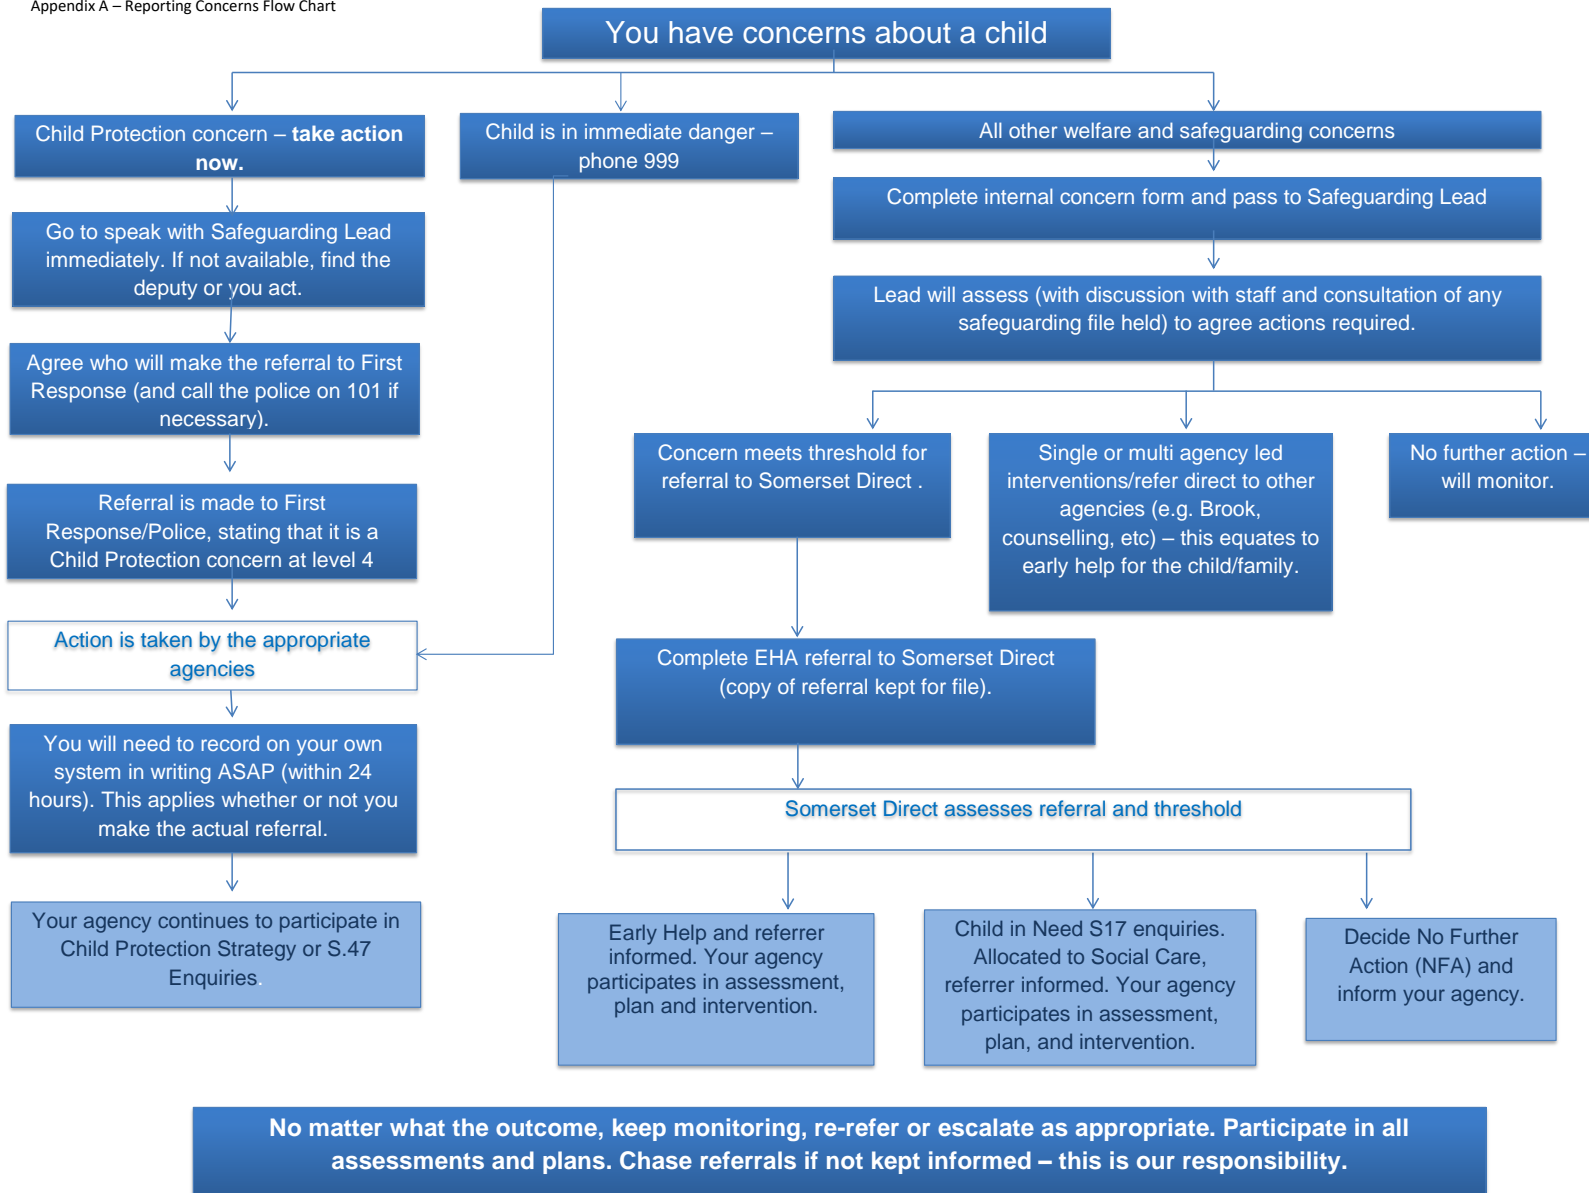 Appendix A – Reporting Concerns Flow Chart
You have concerns about a child
Child Protection concern – take action
now.
Child is in immediate danger –
phone 999
All other welfare and safeguarding concerns
Go to speak with Safeguarding Lead
immediately. If not available, find the
deputy or you act.
Complete internal concern form and pass to Safeguarding Lead
Agree who will make the referral to First
Response (and call the police on 101 if
necessary).
Lead will assess (with discussion with staff and consultation of any
safeguarding file held) to agree actions required.
Referral is made to First
Response/Police, stating that it is a
Child Protection concern at level 4
Concern meets threshold for
referral to Somerset Direct .
Single or multi agency led
interventions/refer direct to other
agencies (e.g. Brook,
counselling, etc) – this equates to
early help for the child/family.
No further action –
will monitor.
Action is taken by the appropriate
agencies
Complete EHA referral to Somerset Direct
(copy of referral kept for file).
You will need to record on your own
system in writing ASAP (within 24
hours). This applies whether or not you
make the actual referral.
Somerset Direct assesses referral and threshold
Your agency continues to participate in
Child Protection Strategy or S.47
Enquiries.
Early Help and referrer
informed. Your agency
participates in assessment,
plan and intervention.
Child in Need S17 enquiries.
Allocated to Social Care,
referrer informed. Your agency
participates in assessment,
plan, and intervention.
Decide No Further
Action (NFA) and
inform your agency.
No matter what the outcome, keep monitoring, re-refer or escalate as appropriate. Participate in all
assessments and plans. Chase referrals if not kept informed – this is our responsibility.